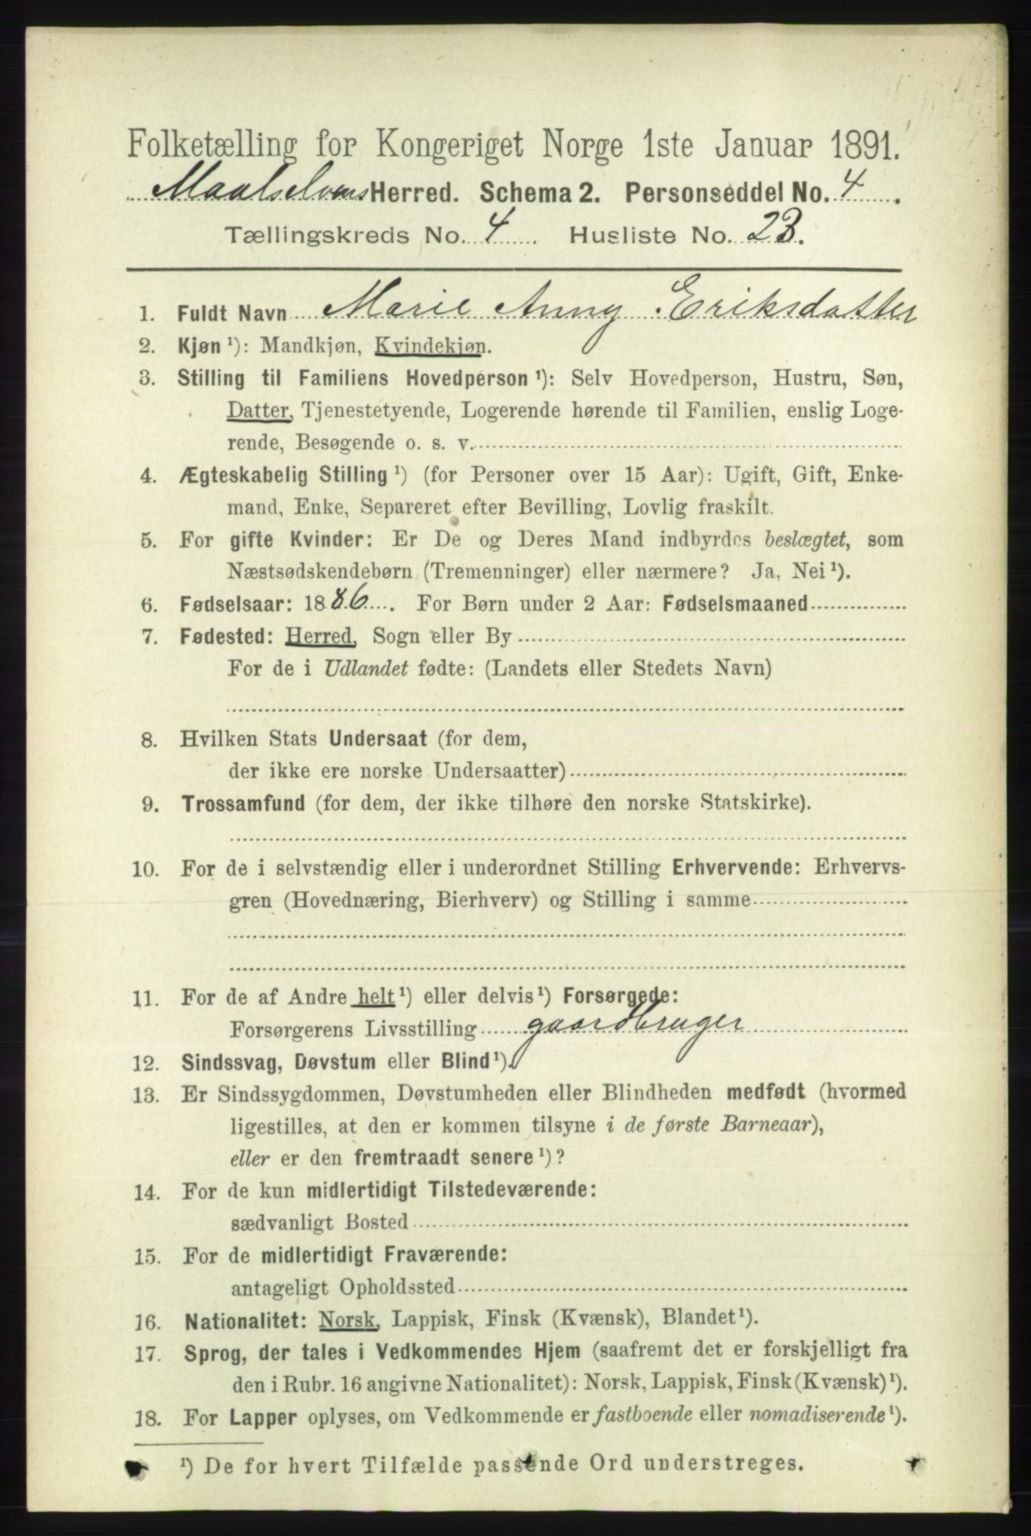 Folketælling for Kongeriget Norge 1ste Januar 1891.
Maalselvens Herred. Schema 2. Personseddel No. 4.
Tællingskreds No. 4. Husliste No. 23.
1. Fuldt Navn Marie Anny Eriksdatter
2. Kjøn ¹): Mandkjøn, Kvindekjøn.
3. Stilling til Familiens Hovedperson ¹): Selv Hovedperson, Hustru, Søn,
Datter, Tjenestetyende, Logerende hørende til Familien, enslig Loge-
rende, Besøgende o. s. v.
4. Ægteskabelig Stilling ¹) (for Personer over 15 Aar): Ugift, Gift, Enke-
mand, Enke, Separeret efter Bevilling, Lovlig fraskilt.
5. For gifte Kvinder: Er De og Deres Mand indbyrdes beslægtet, som
Næstsødskendebørn (Tremenninger) eller nærmere? Ja, Nei ¹).
6. Fødselsaar: 1886. For Børn under 2 Aar: Fødselsmaaned
7. Fødested: Herred, Sogn eller By
For de i Udlandet fødte: (Landets eller Stedets Navn)
8. Hvilken Stats Undersaat (for dem,
der ikke ere norske Undersaatter)
9. Trossamfund (for dem, der ikke tilhøre den norske Statskirke).
10. For de i selvstændig eller i underordnet Stilling Erhvervende: Erhvervs-
gren (Hovednæring, Bierhverv) og Stilling i samme
11. For de af Andre helt ¹) eller delvis ¹) Forsørgede:
Forsørgerens Livsstilling gaardbruger
12. Sindssvag, Døvstum eller Blind ¹).
13. Er Sindssygdommen, Døvstumheden eller Blindheden medfødt (hvormed
ligestilles, at den er kommen tilsyne i de første Barneaar),
eller er den fremtraadt senere ¹)?
14. For de kun midlertidigt Tilstedeværende:
sædvanligt Bosted
15. For de midlertidigt Fraværende:
antageligt Opholdssted
16. Nationalitet: Norsk, Lappisk, Finsk (Kvænsk), Blandet ¹).
17. Sprog, der tales i Vedkommendes Hjem (saafremt det er forskjelligt fra
den i Rubr. 16 angivne Nationalitet): Norsk, Lappisk, Finsk (Kvænsk) ¹).
18. For Lapper oplyses, om Vedkommende er fastboende eller nomadiserende ¹).
¹) De for hvert Tilfælde passende Ord understreges.